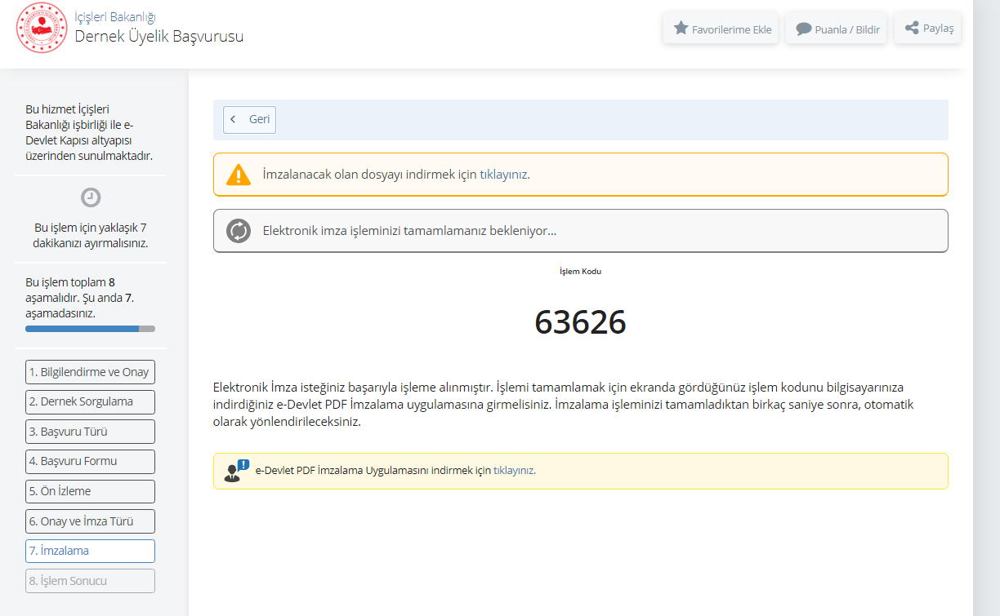 İçişleri Bakanlığı
Dernek Üyelik Başvurusu
Favorilerime Ekle
Puanla / Bildir
Paylaş
Bu hizmet İçişleri
Bakanlığı işbirliği ile e-
Devlet Kapısı altyapısı
üzerinden sunulmaktadır.
Bu işlem için yaklaşık 7
dakikanızı ayırmalısınız.
Bu işlem toplam 8
aşamalıdır. Şu anda 7.
aşamadasınız.
1. Bilgilendirme ve Onay
2. Dernek Sorgulama
3. Başvuru Türü
4. Başvuru Formu
5. Ön İzleme
6. Onay ve İmza Türü
7. İmzalama
8. İşlem Sonucu
Geri
İmzalanacak olan dosyayı indirmek için tıklayınız.
Elektronik imza işleminizi tamamlamanız bekleniyor...
İşlem Kodu
63626
Elektronik İmza isteğiniz başarıyla işleme alınmıştır. İşlemi tamamlamak için ekranda gördüğünüz işlem kodunu bilgisayarınıza
indirdiğiniz e-Devlet PDF İmzalama uygulamasına girmelisiniz. İmzalama işleminizi tamamladıktan birkaç saniye sonra, otomatik
olarak yönlendirileceksiniz.
e-Devlet PDF İmzalama Uygulamasını indirmek için tıklayınız.